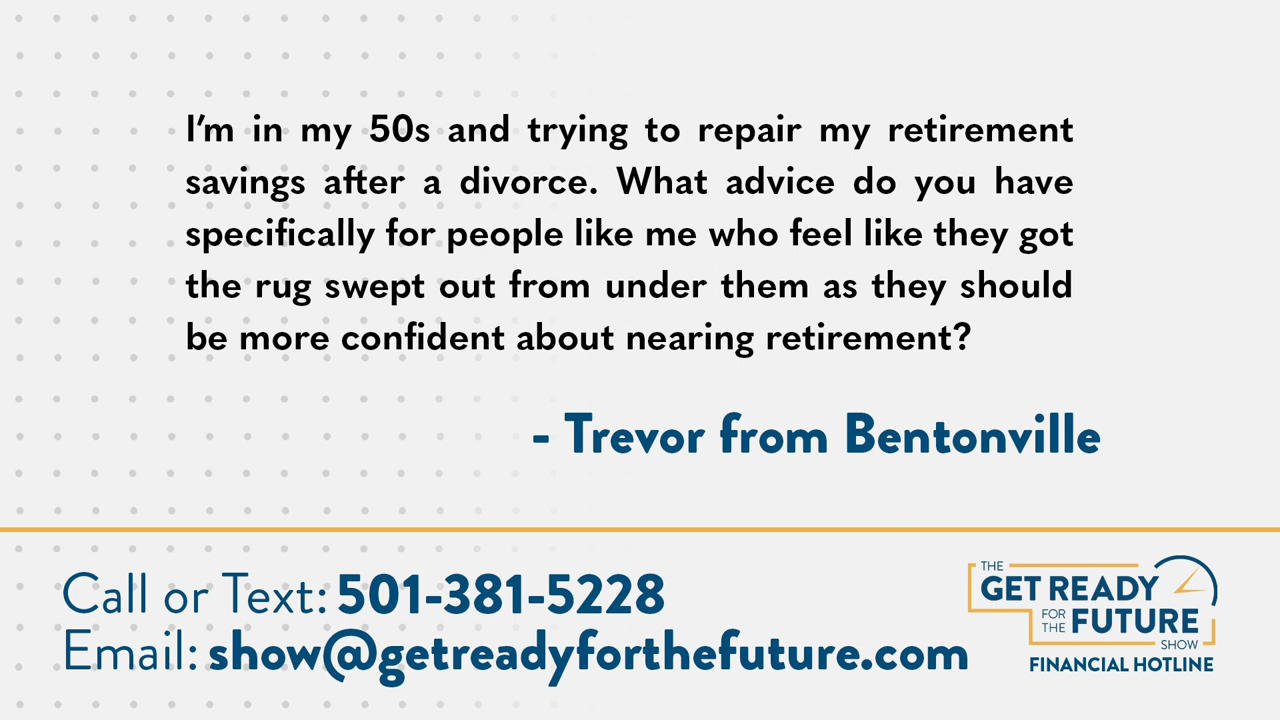 I'm in my 50s and trying to repair my retirement
savings after a divorce. What advice do you have
specifically for people like me who feel like they got
the rug swept out from under them as they should
be more confident about nearing retirement?
- Trevor from Bentonville
Call or Text: 501-381-5228
Email: show@getreadyforthefuture.com
THE
GET READY
FOR THE FUTURE
SHOW
FINANCIAL HOTLINE